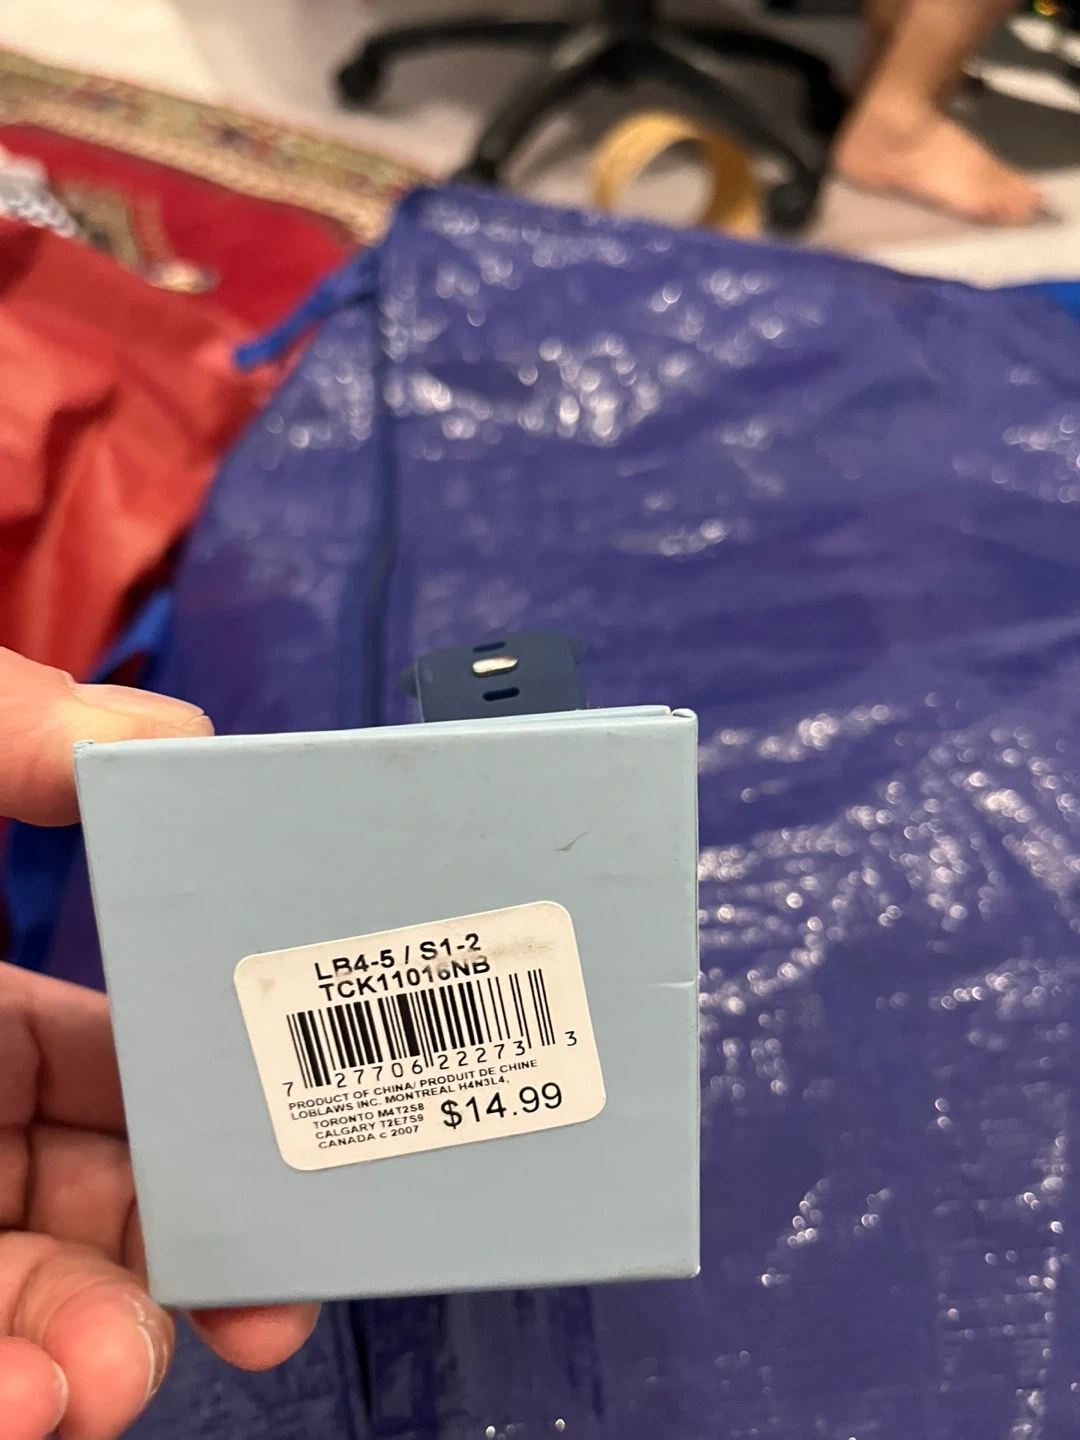 LB4-5 / S1-2
TCK11016NB
7 27706 22273 3
PRODUCT OF CHINA/ PRODUIT DE CHINE
LOBLAWS INC. MONTREAL H4N3L4,
TORONTO M4T2S8
CALGARY T2E7S9
CANADA c 2007
$14.99